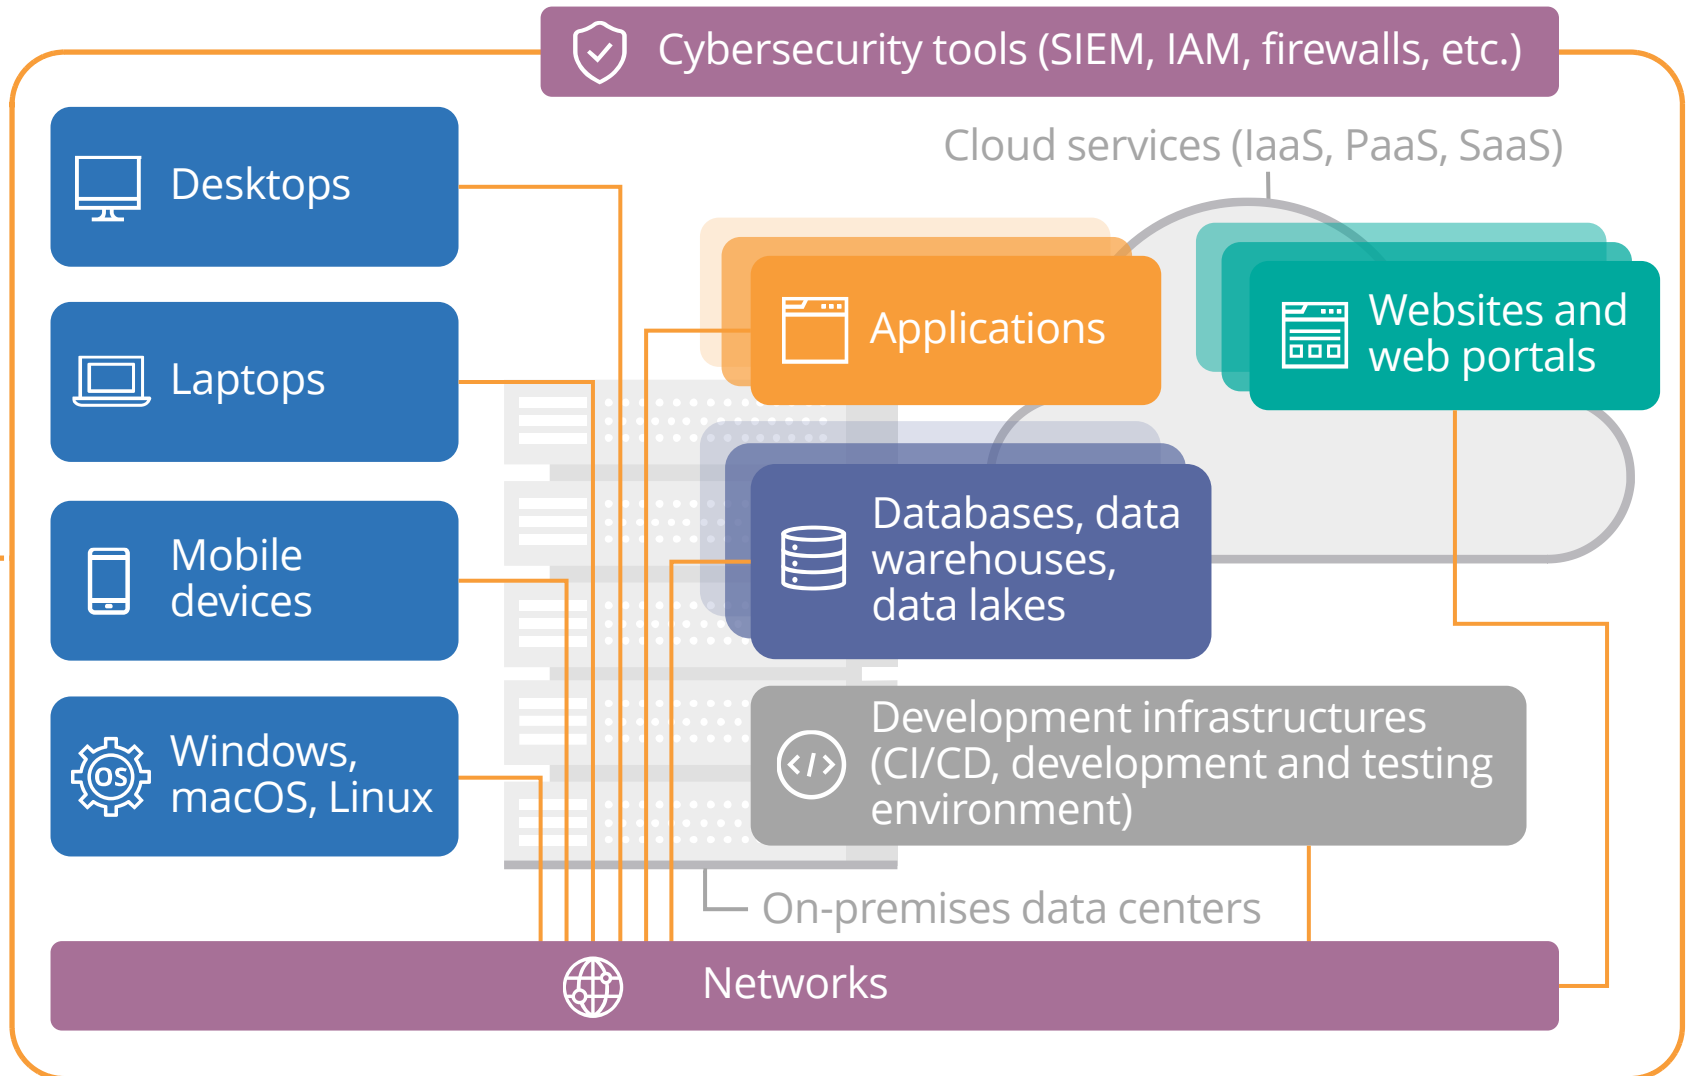 Cybersecurity tools (SIEM, IAM, firewalls, etc.)
Cloud services (IaaS, PaaS, SaaS)
Desktops
Laptops
Mobile
devices
OS
Windows,
macOS, Linux
Applications
Websites and
web portals
Databases, data
warehouses,
data lakes
Development infrastructures
(CI/CD, development and testing
environment)
On-premises data centers
Networks